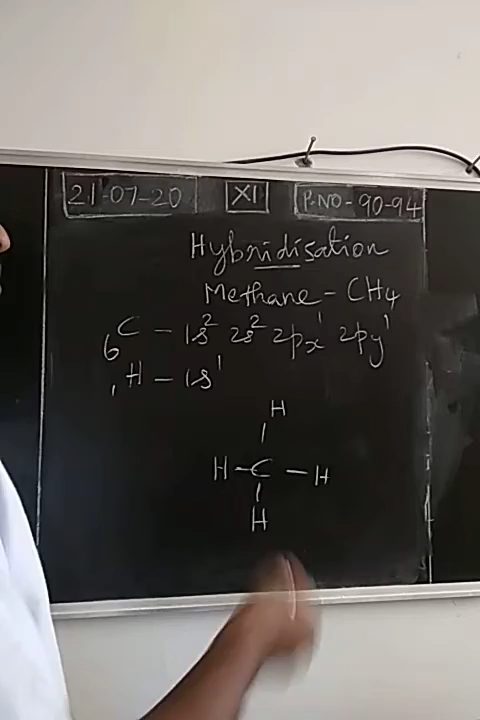 21-07-20 XI P.NO-90-94
Hybridisation
Methane - CH4
6C - 1s² 2s² 2px¹ 2py¹
1H - 1s¹
H
H-C-H
H